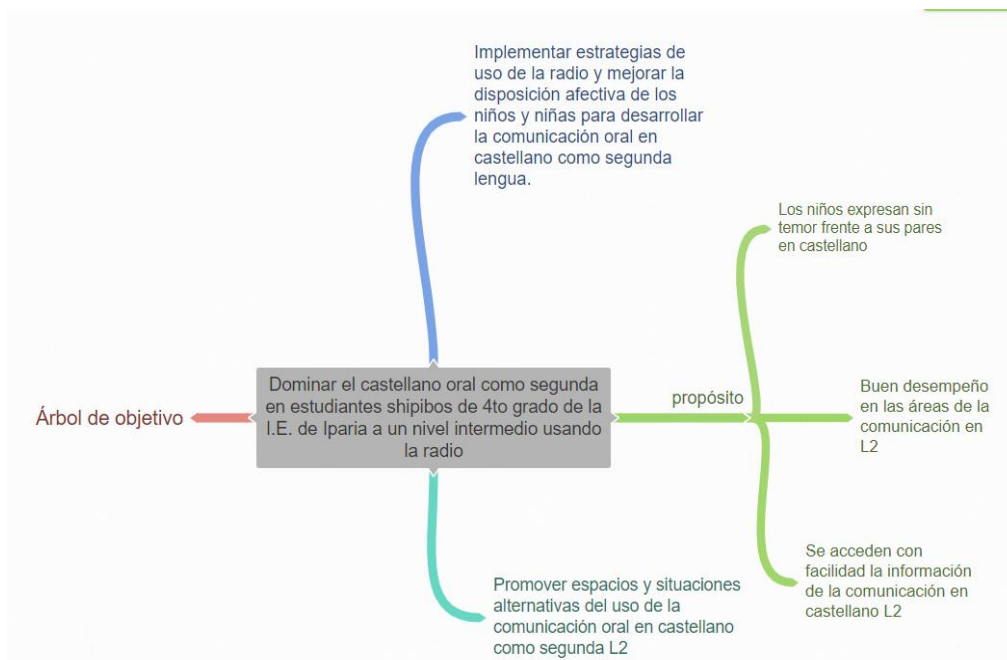 Implementar estrategias de
uso de la radio y mejorar la
disposición afectiva de los
niños y niñas para desarrollar
la comunicación oral en
castellano como segunda
lengua.
Los niños expresan sin
temor frente a sus pares
en castellano
Árbol de objetivo
Dominar el castellano oral como segunda
en estudiantes shipibos de 4to grado de la
I.E. de Iparia a un nivel intermedio usando
la radio
propósito
Buen desempeño
en las áreas de la
comunicación en
L2
Se acceden con
facilidad la información
de la comunicación en
castellano L2
Promover espacios y situaciones
alternativas del uso de la
comunicación oral en castellano
como segunda L2